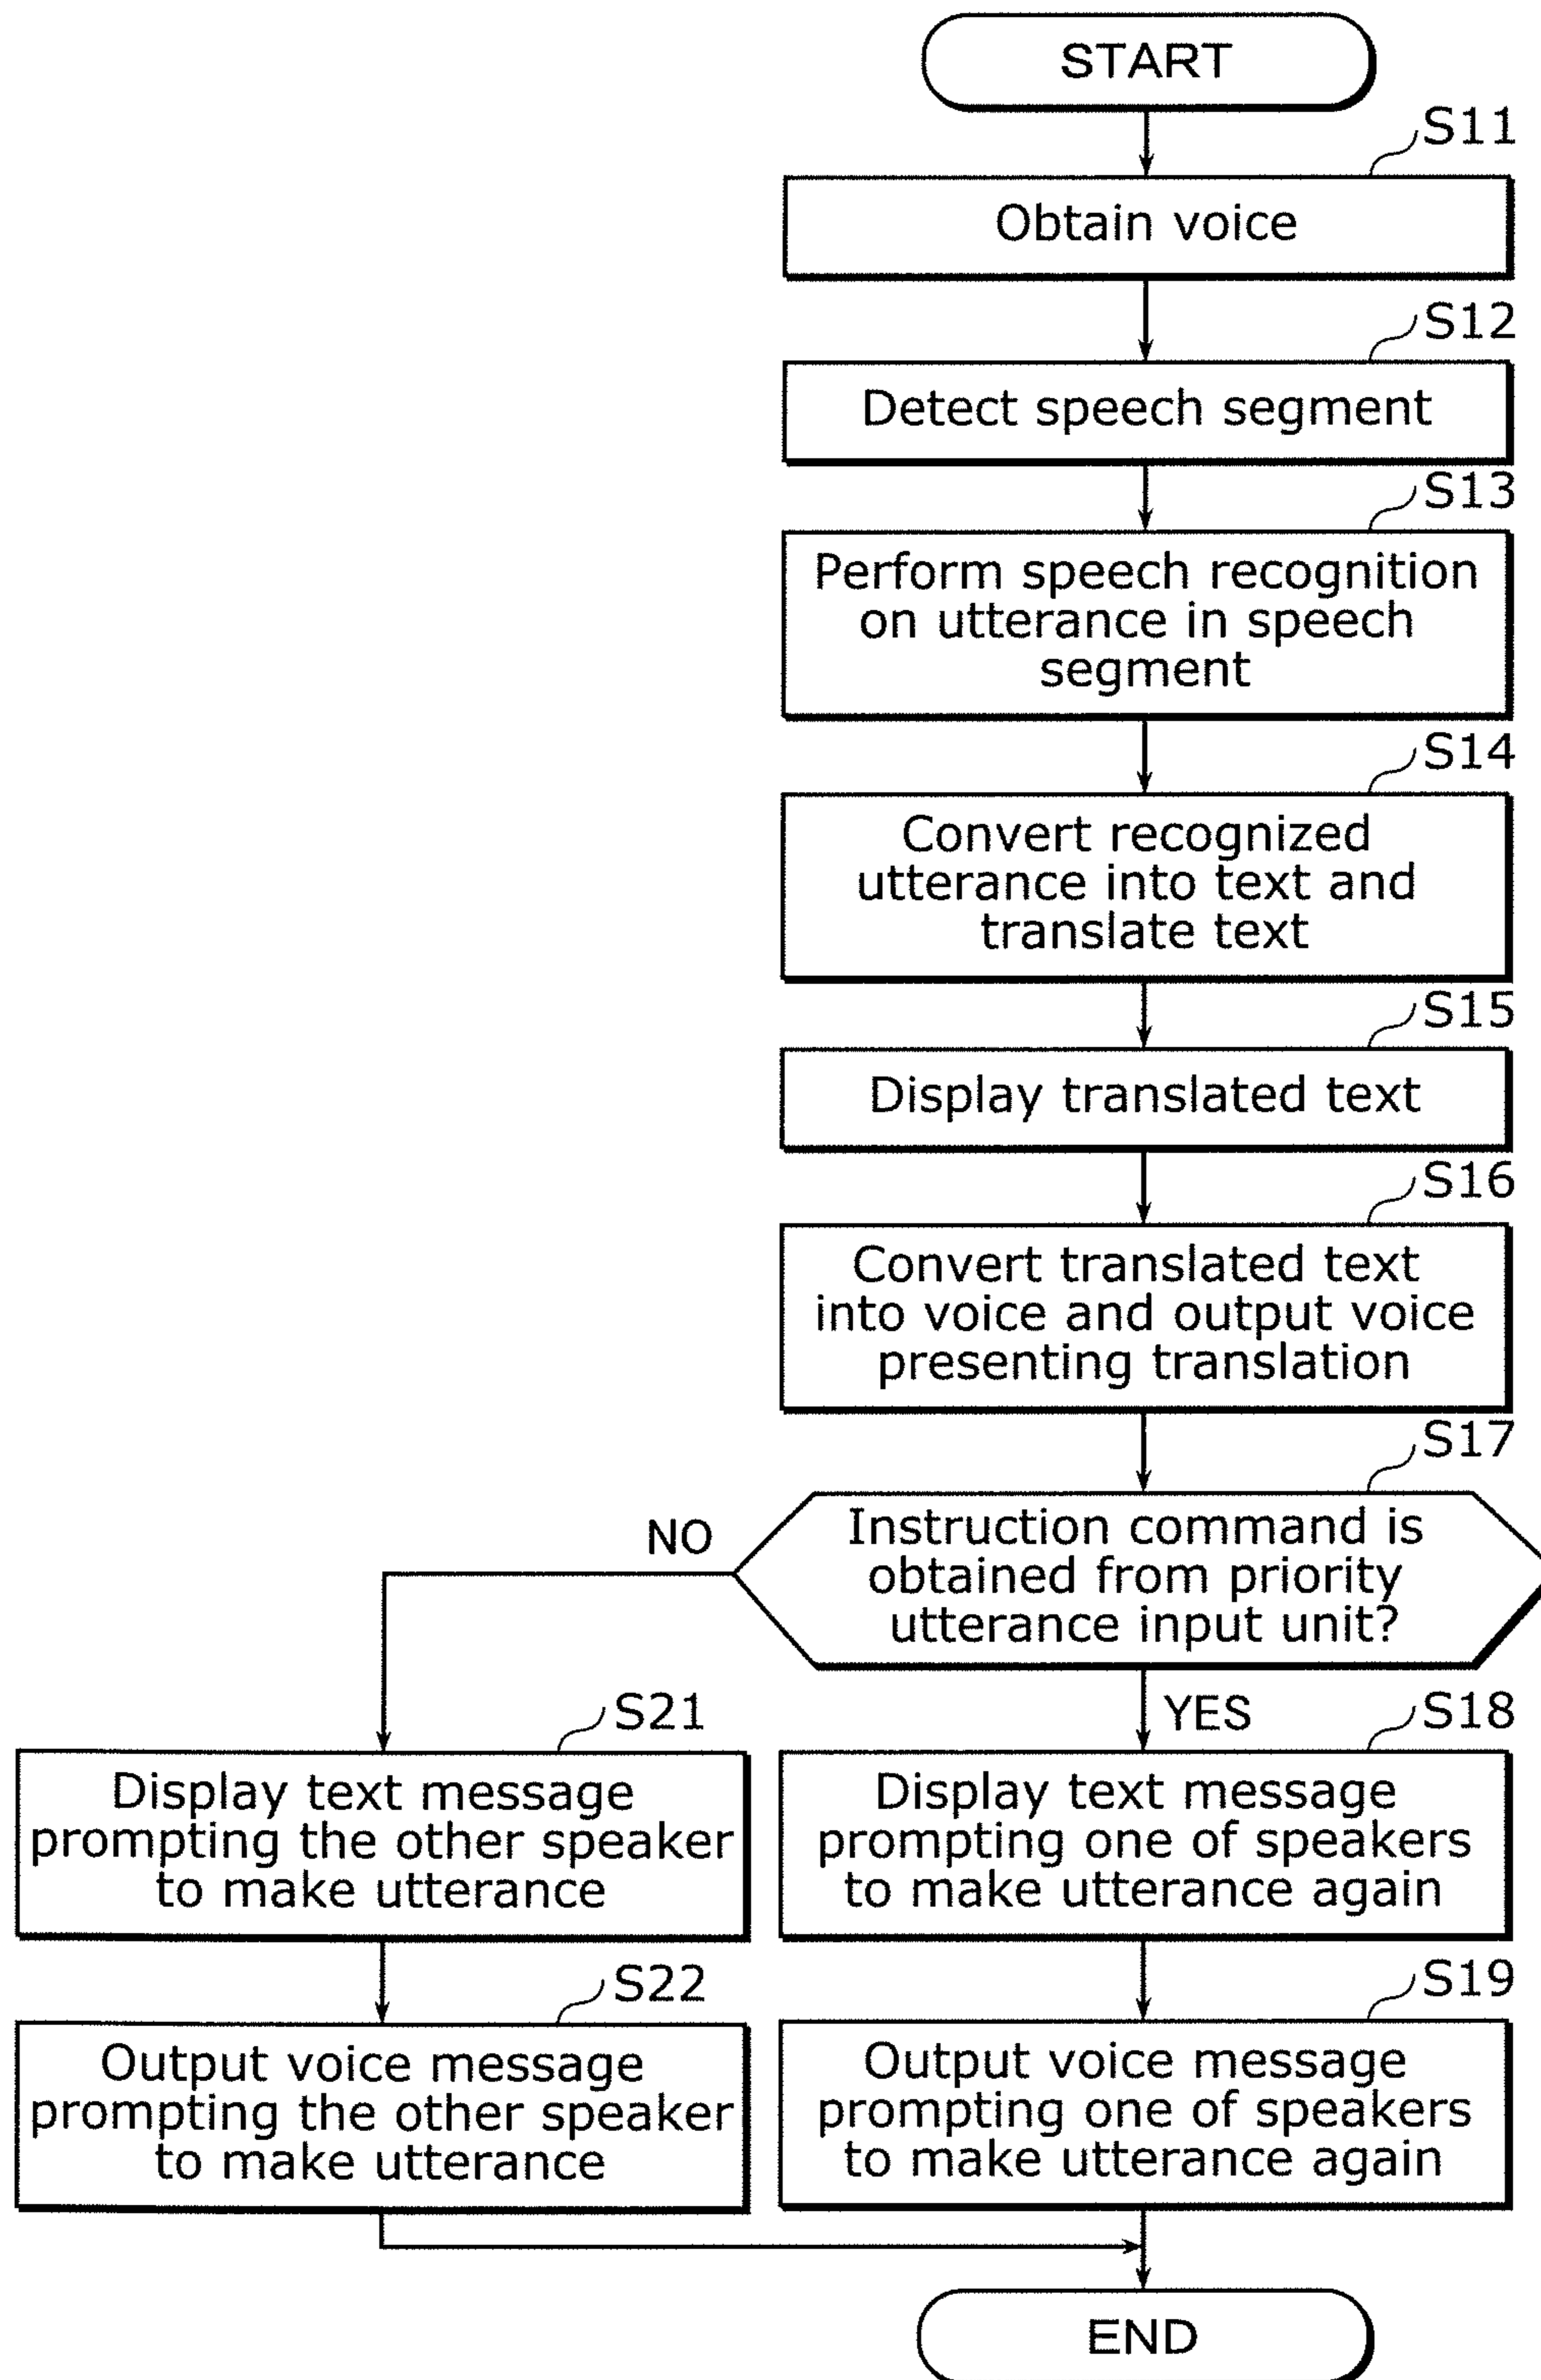 START
S11
Obtain voice
S12
Detect speech segment
S13
Perform speech recognition
on utterance in speech
segment
S14
Convert recognized
utterance into text and
translate text
S15
Display translated text
S16
Convert translated text
into voice and output voice
presenting translation
S17
Instruction command is
obtained from priority
utterance input unit?
NO
YES
S21
Display text message
prompting the other speaker
to make utterance
S18
Display text message
prompting one of speakers
to make utterance again
S22
Output voice message
prompting the other speaker
to make utterance
S19
Output voice message
prompting one of speakers
to make utterance again
END